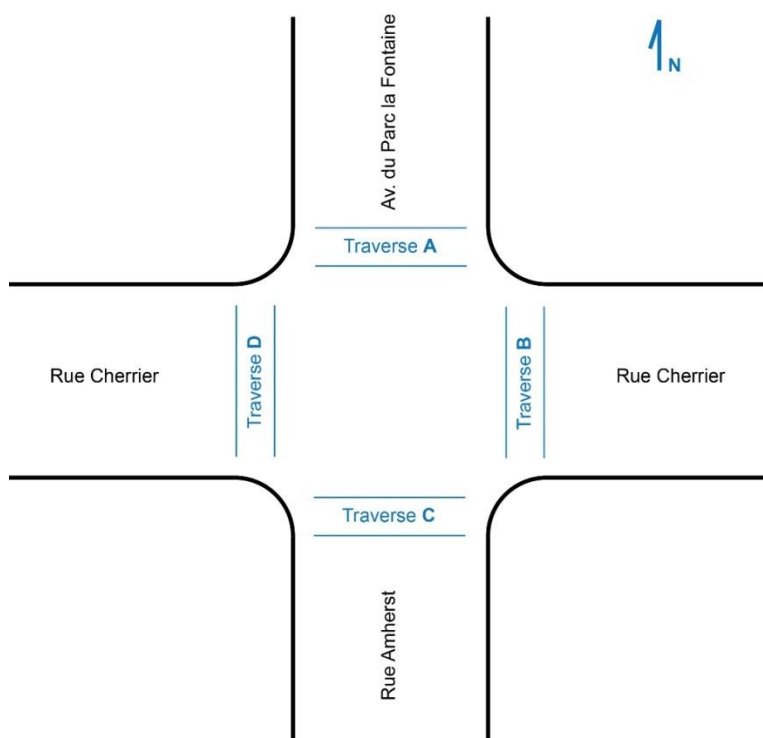 N
Av. du Parc la Fontaine
Traverse A
Rue Cherrier
Traverse D
Traverse B
Rue Cherrier
Traverse C
Rue Amherst